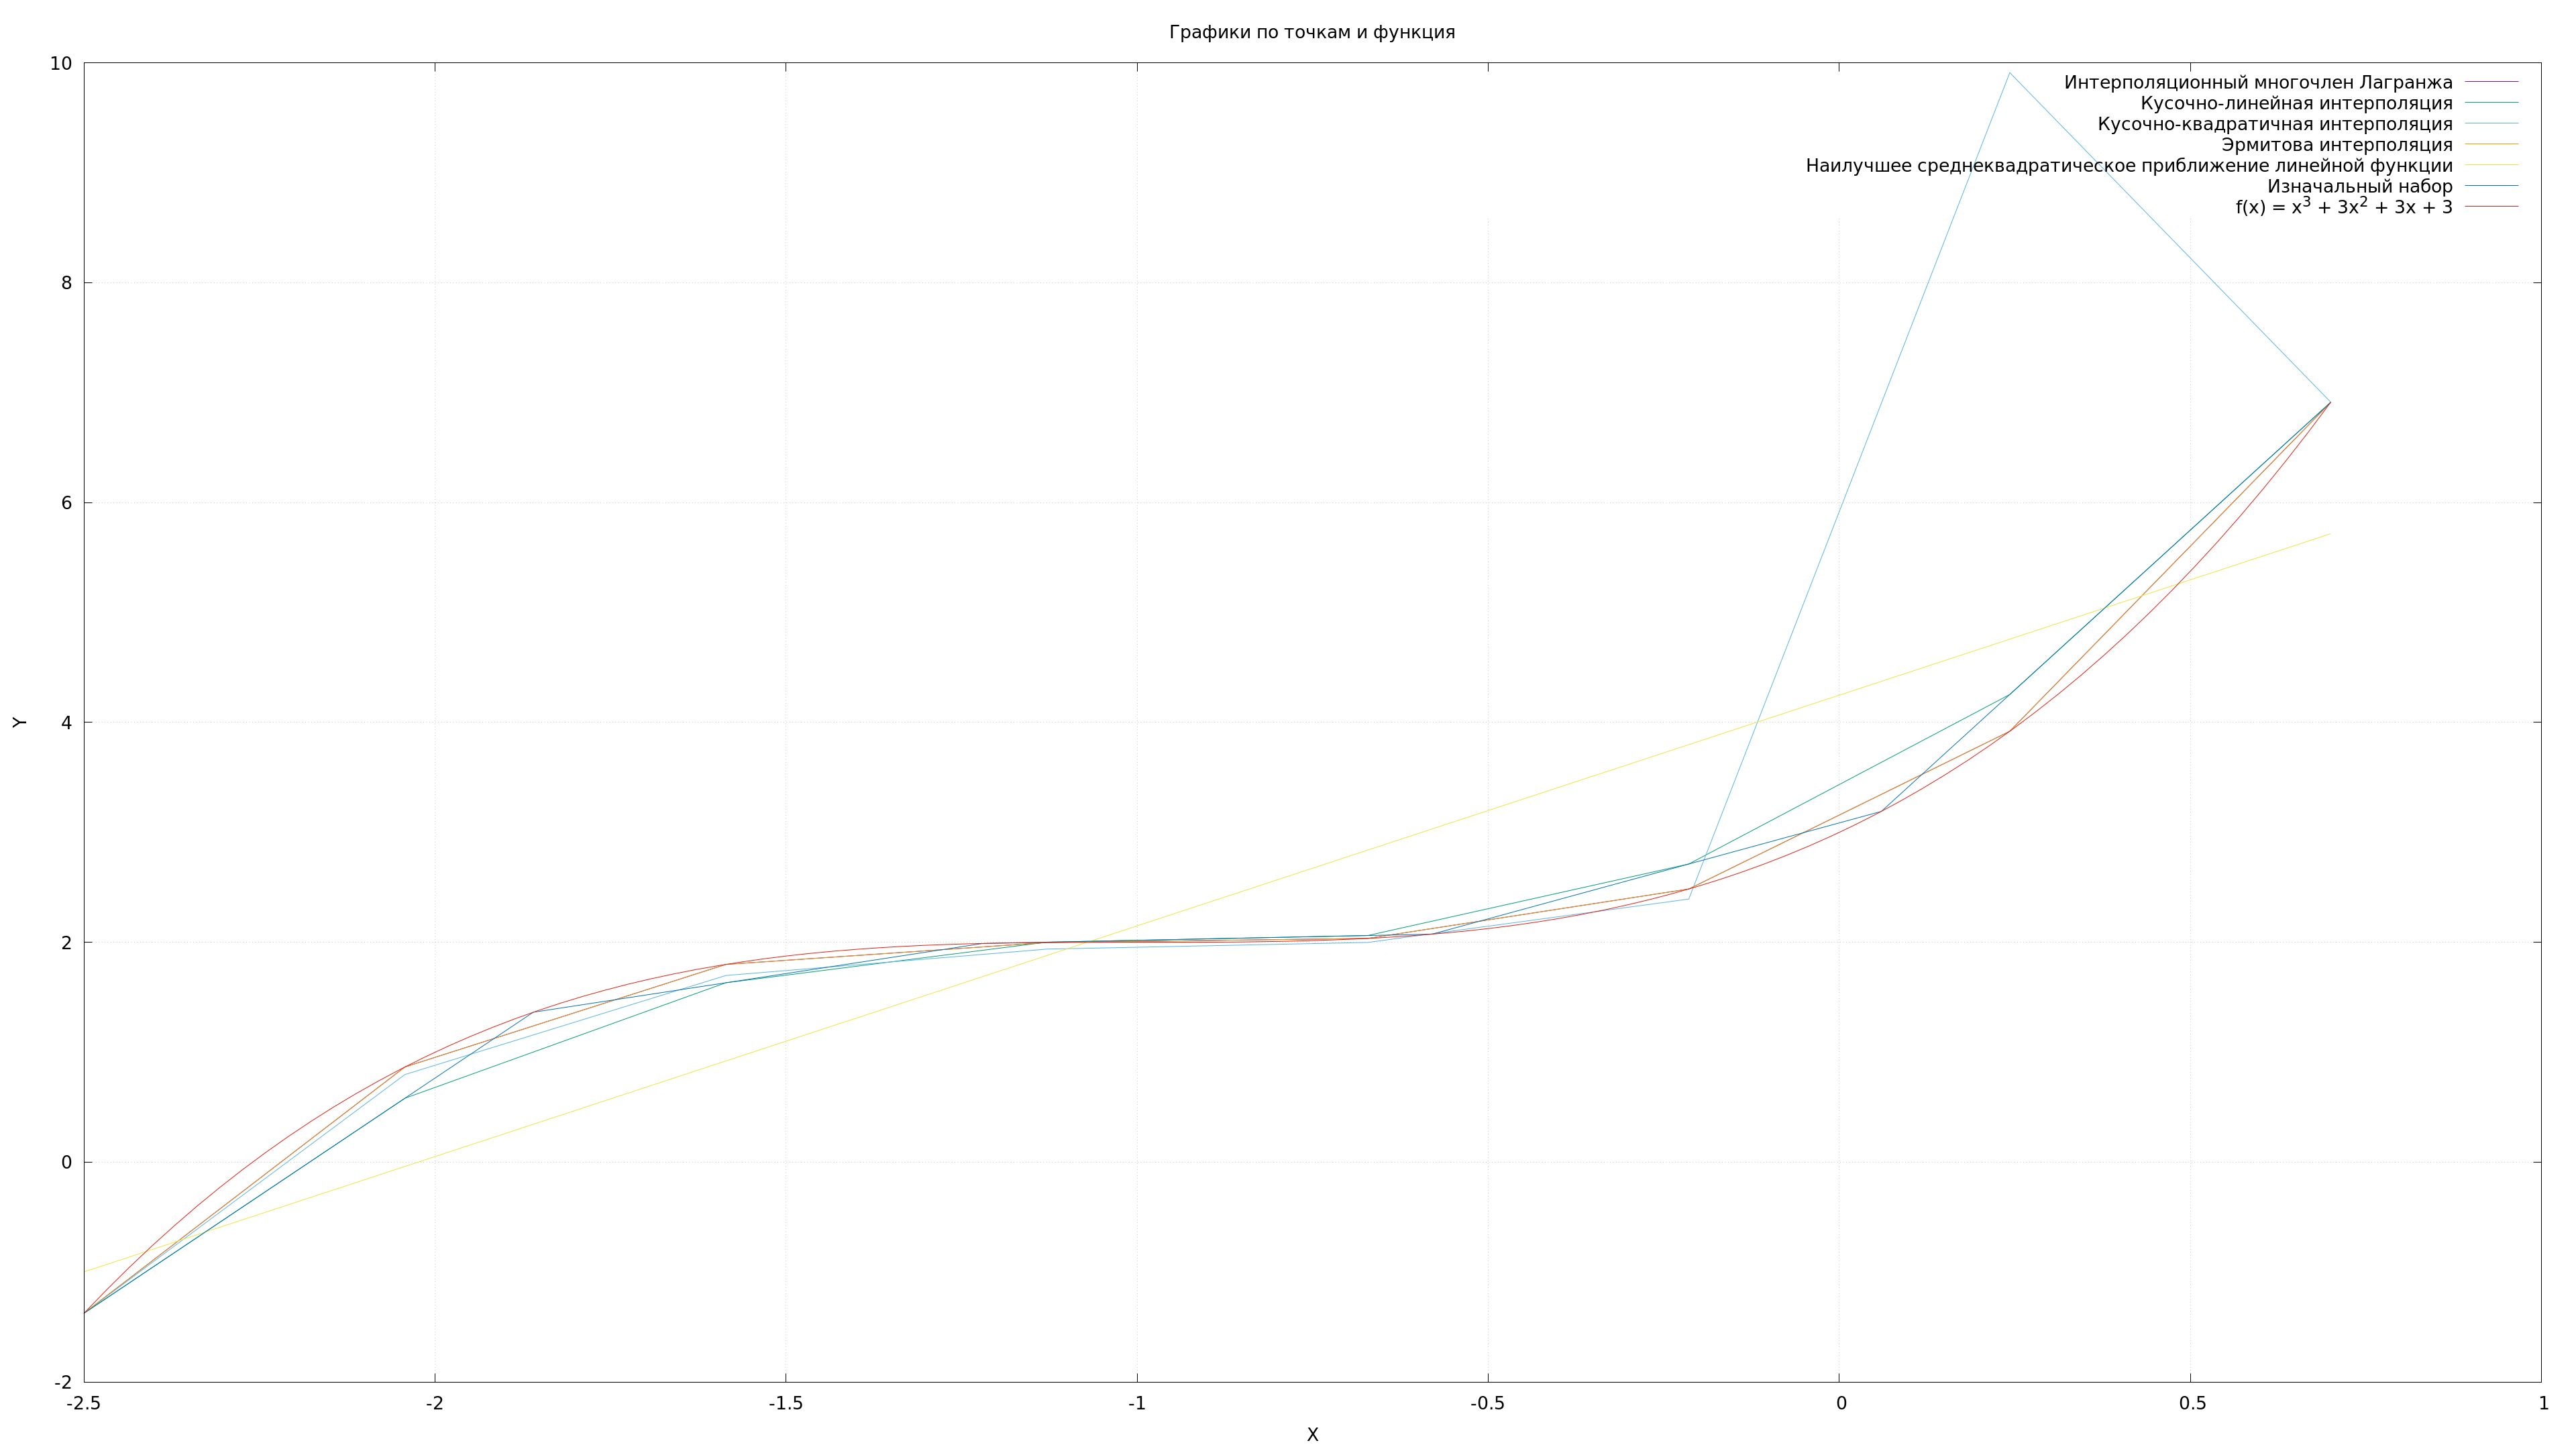 Графики по точкам и функция
10
Интерполяционный многочлен Лагранжа
Кусочно-линейная интерполяция
Кусочно-квадратичная интерполяция
Эрмитова интерполяция
Наилучшее среднеквадратическое приближение линейной функции
Изначальный набор
f(x) = x³ + 3x² + 3x + 3
8
6
Y
4
2
0
-2
-2.5 -2 -1.5 -1 -0.5 0 0.5 1
X